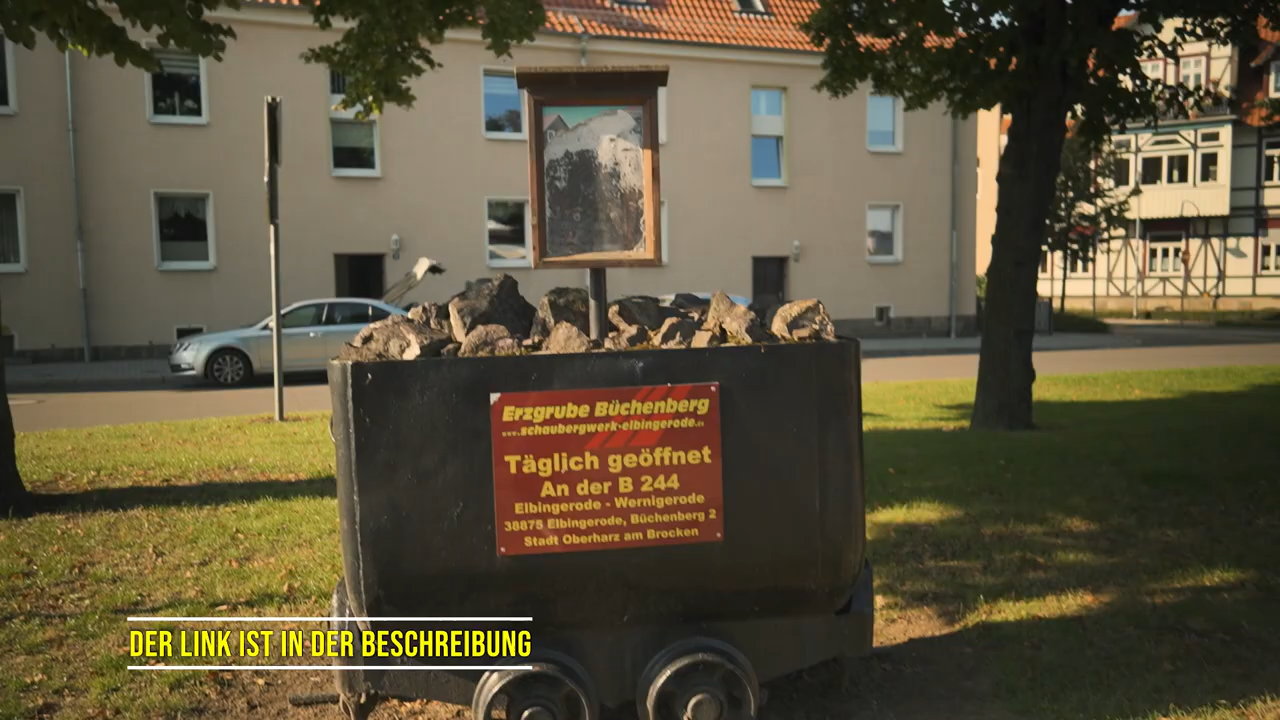 Erzgrube Büchenberg
www.schaubergwerk-elbingerode.de
Täglich geöffnet
An der B 244
Elbingerode - Wernigerode
38875 Elbingerode, Büchenberg 2
Stadt Oberharz am Brocken
DER LINK IST IN DER BESCHREIBUNG